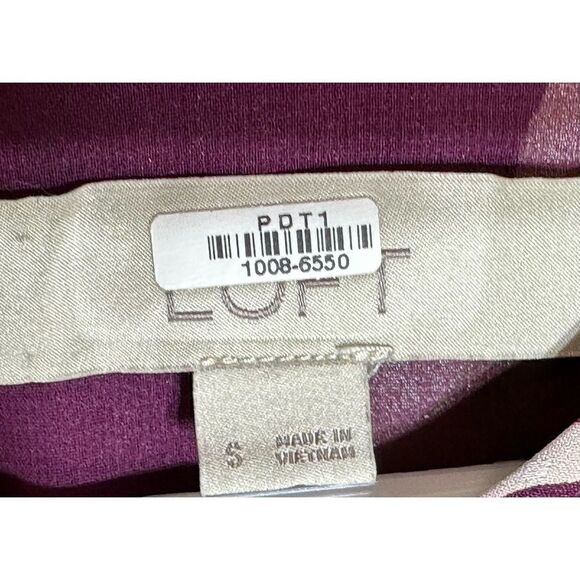 PDT1
1008-6550
LOFT
S
MADE IN
VIETNAM